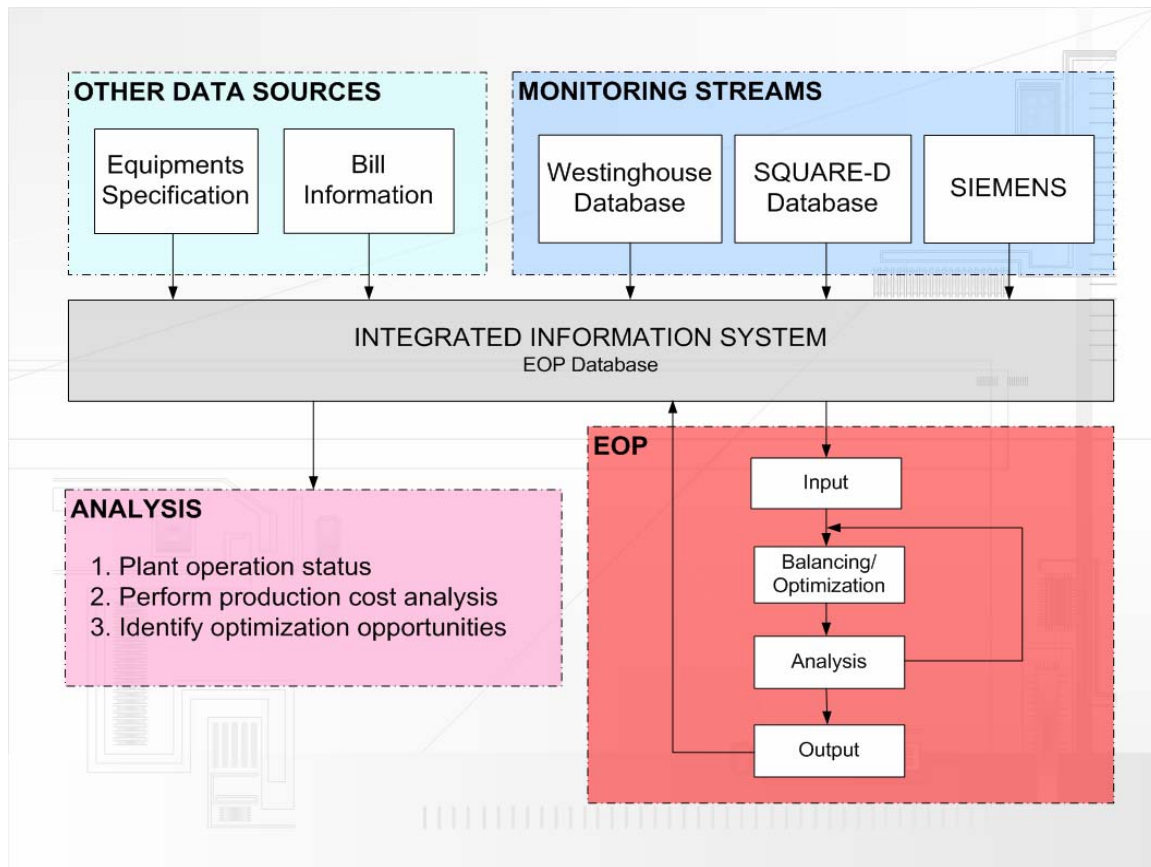 OTHER DATA SOURCES
Equipments
Specification
Bill
Information
MONITORING STREAMS
Westinghouse
Database
SQUARE-D
Database
SIEMENS
INTEGRATED INFORMATION SYSTEM
EOP Database
ANALYSIS
1. Plant operation status
2. Perform production cost analysis
3. Identify optimization opportunities
EOP
Input
Balancing/
Optimization
Analysis
Output